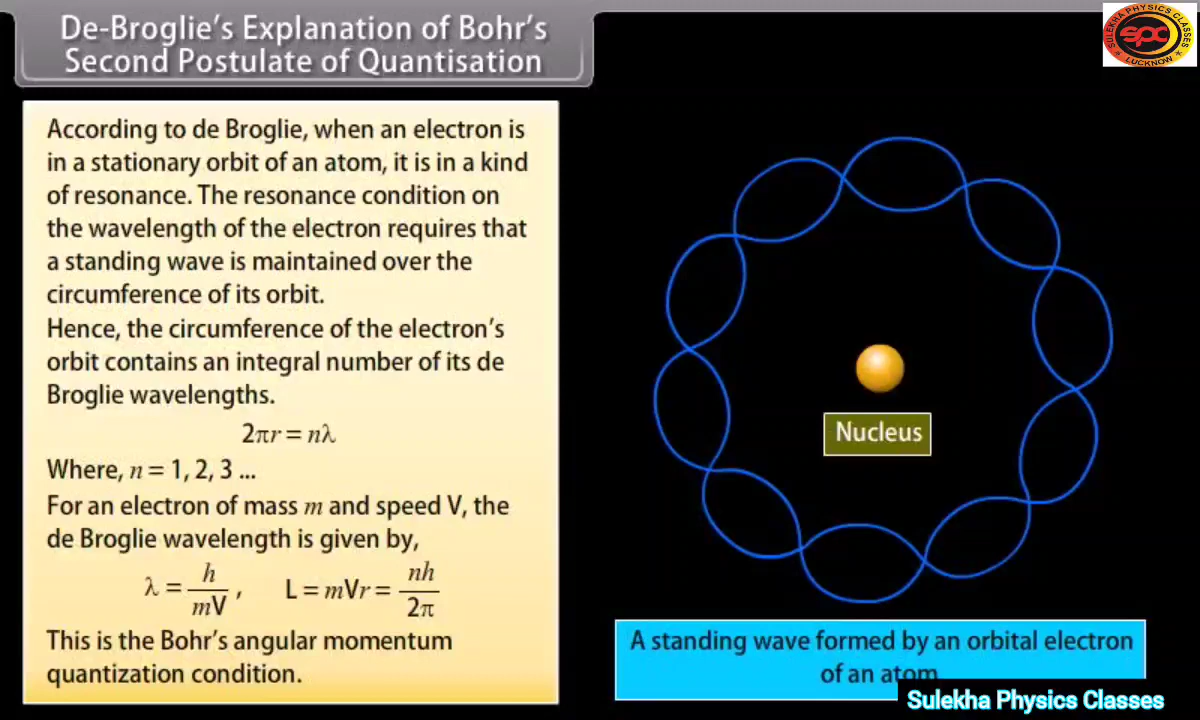 De-Broglie's Explanation of Bohr's
Second Postulate of Quantisation
SULEKHA PHYSICS CLASSES
SPC
LUCKNOW
According to de Broglie, when an electron is
in a stationary orbit of an atom, it is in a kind
of resonance. The resonance condition on
the wavelength of the electron requires that
a standing wave is maintained over the
circumference of its orbit.
Hence, the circumference of the electron's
orbit contains an integral number of its de
Broglie wavelengths.
2πr = nλ
Where, n = 1, 2, 3 ...
For an electron of mass m and speed V, the
de Broglie wavelength is given by,
λ = h/mV, L = mVr = nh/2π
This is the Bohr's angular momentum
quantization condition.
Nucleus
A standing wave formed by an orbital electron
of an atom
Sulekha Physics Classes